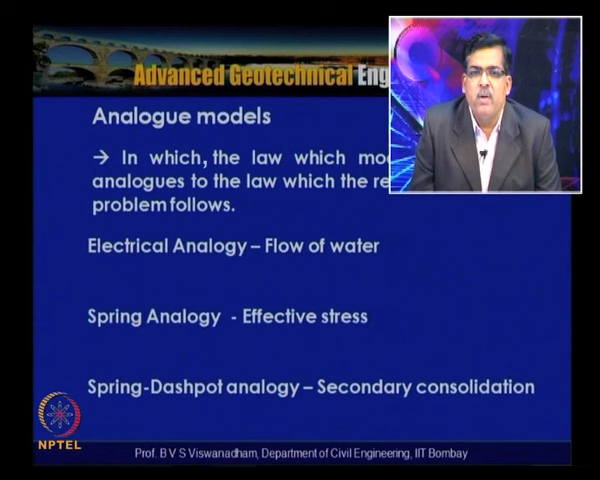 Advanced Geotechnical Eng
Analogue models
→ In which, the law which mo
analogues to the law which the re
problem follows.
Electrical Analogy – Flow of water
Spring Analogy - Effective stress
Spring-Dashpot analogy – Secondary consolidation
NPTEL
Prof. B V S Viswanadham, Department of Civil Engineering, IIT Bombay